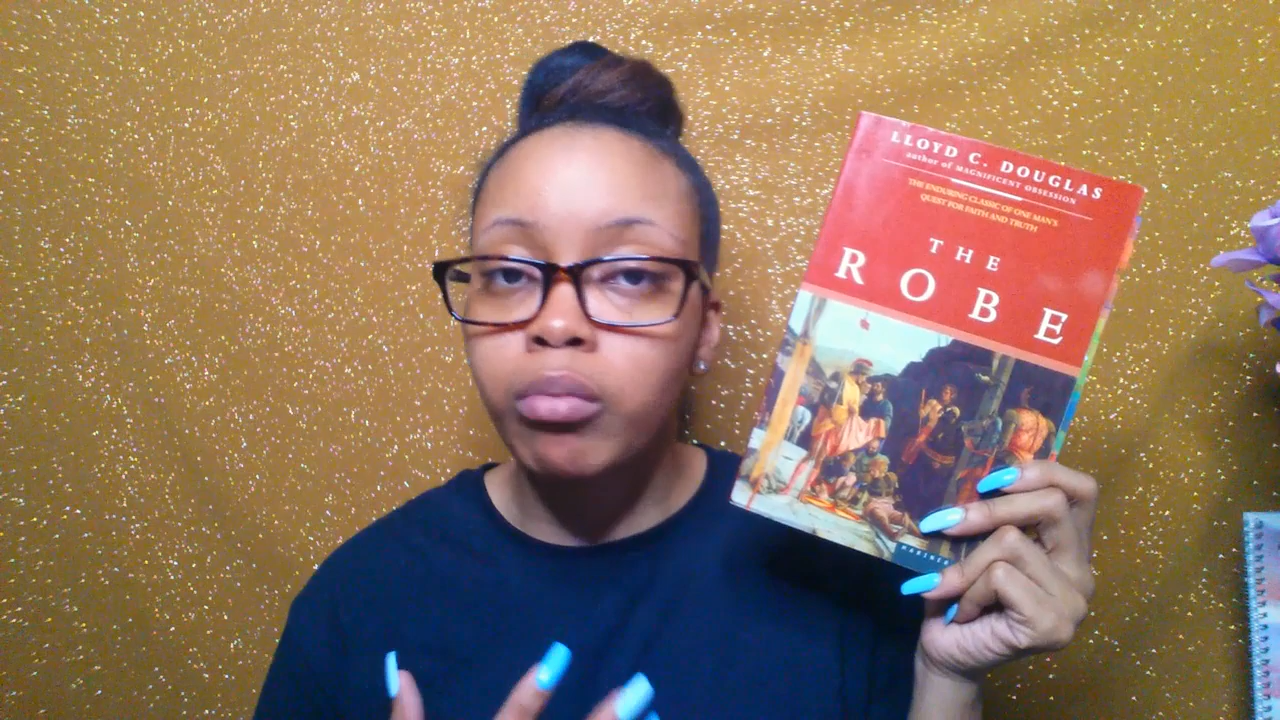 LLOYD C. DOUGLAS
author of MAGNIFICENT OBSESSION
THE ENDURING CLASSIC OF ONE MAN'S
QUEST FOR FAITH AND TRUTH
THE
ROBE
MARINER